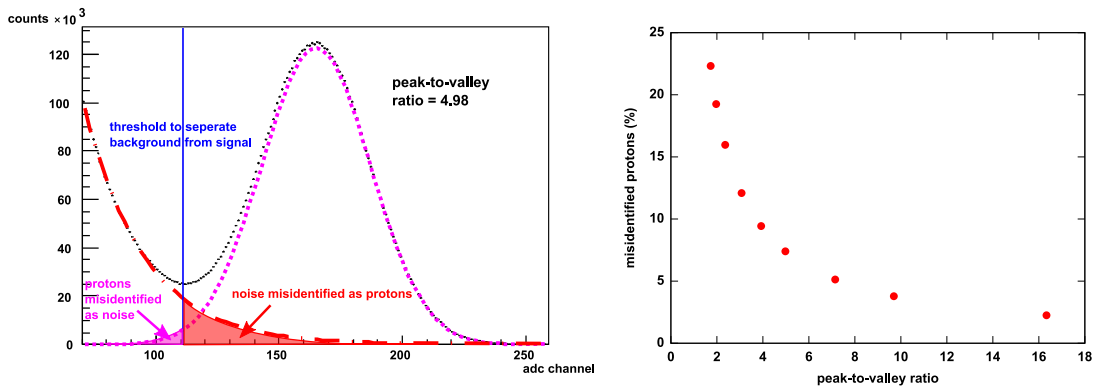 counts ×10 3
120
100
80
60
40
20
0
100
150
200
250
adc channel
peak-to-valley
ratio = 4.98
threshold to seperate
background from signal
protons
misidentified
as noise
noise misidentified as protons
25
20
15
10
5
0
0 2 4 6 8 10 12 14 16 18
misidentified protons (%)
peak-to-valley ratio